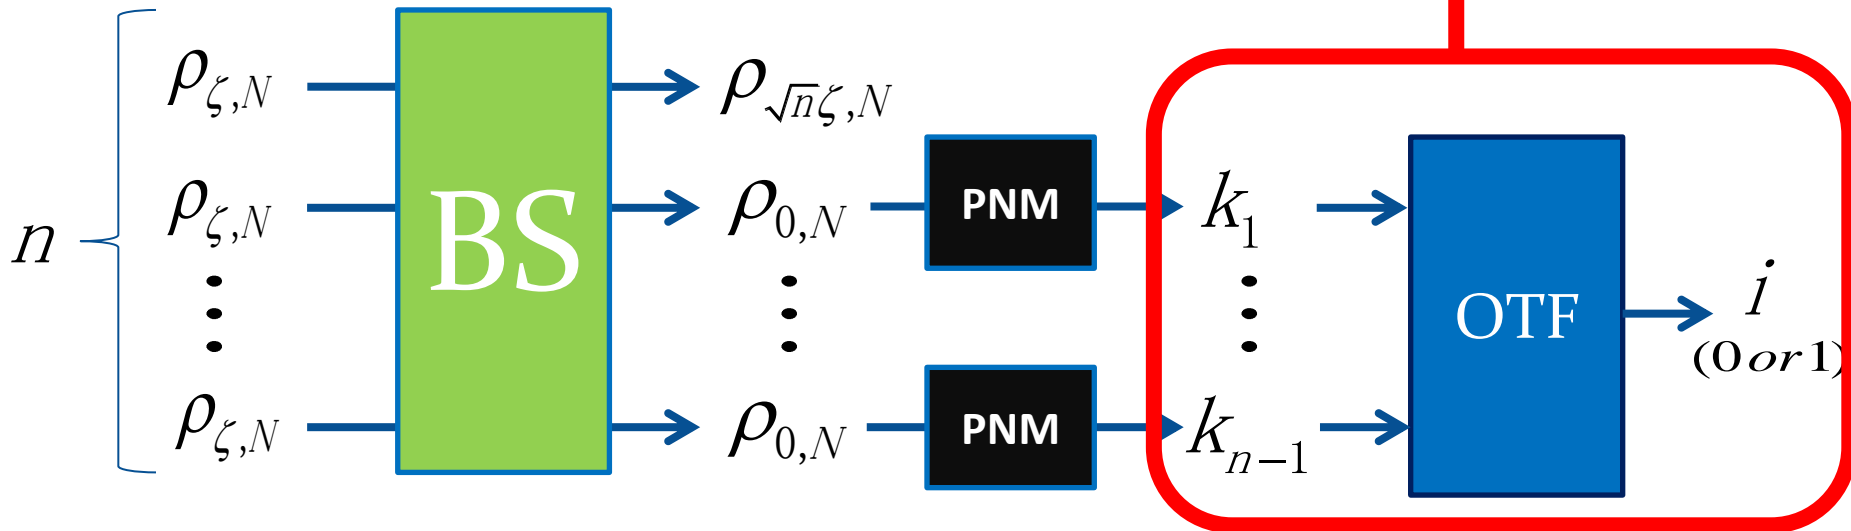 n
ρ_{ζ,N}
ρ_{ζ,N}
⋮
ρ_{ζ,N}
BS
ρ_{√nζ,N}
ρ_{0,N}
⋮
ρ_{0,N}
PNM
PNM
k_1
⋮
k_{n-1}
OTF
i
(0 or 1)